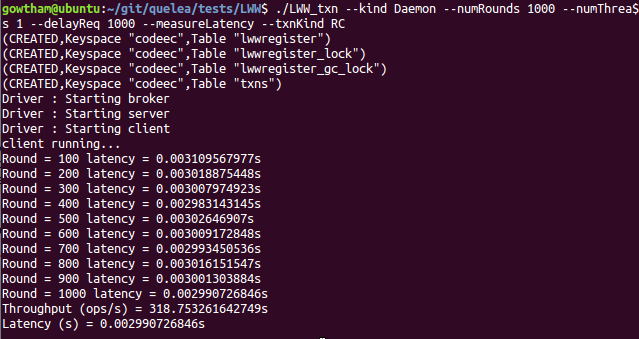 gowtham@ubuntu:~/git/quelea/tests/LWW$ ./LWW_txn --kind Daemon --numRounds 1000 --numThrea$
s 1 --delayReq 1000 --measureLatency --txnKind RC
(CREATED,Keyspace "codeec",Table "lwwregister")
(CREATED,Keyspace "codeec",Table "lwwregister_lock")
(CREATED,Keyspace "codeec",Table "lwwregister_gc_lock")
(CREATED,Keyspace "codeec",Table "txns")
Driver : Starting broker
Driver : Starting server
Driver : Starting client
client running...
Round = 100 latency = 0.003109567977s
Round = 200 latency = 0.003018875448s
Round = 300 latency = 0.003007974923s
Round = 400 latency = 0.002983143145s
Round = 500 latency = 0.00302646907s
Round = 600 latency = 0.003009172848s
Round = 700 latency = 0.002993450536s
Round = 800 latency = 0.003016151547s
Round = 900 latency = 0.003001303884s
Round = 1000 latency = 0.002990726846s
Throughput (ops/s) = 318.753261642749s
Latency (s) = 0.002990726846s